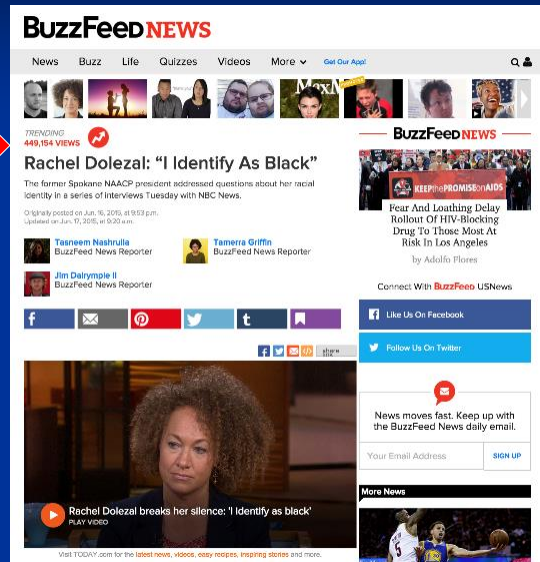 BuzzFeeD NEWS
News Buzz Life Quizzes Videos More Get Our App!
TRENDING
449,154 VIEWS
Rachel Dolezal: “I Identify As Black”
The former Spokane NAACP president addressed questions about her racial
identity in a series of interviews Tuesday with NBC News.
Originally posted on Jun. 16, 2015, at 9:53 p.m.
Updated on Jun. 17, 2015, at 9:20 a.m.
Tasneem Nashrulla
BuzzFeed News Reporter
Tamerra Griffin
BuzzFeed News Reporter
Jim Dalrymple II
BuzzFeed News Reporter
share
Rachel Dolezal breaks her silence: 'I identify as black'
PLAY VIDEO
Visit TODAY.com for the latest news, videos, easy recipes, inspiring stories and more.
BuzzFeeD NEWS
KEEPthePROMISEonAIDS
Fear And Loathing Delay
Rollout Of HIV-Blocking
Drug To Those Most At
Risk In Los Angeles
by Adolfo Flores
Connect With BuzzFeeD USNews
Like Us On Facebook
Follow Us On Twitter
News moves fast. Keep up with
the BuzzFeed News daily email.
Your Email Address SIGN UP
More News